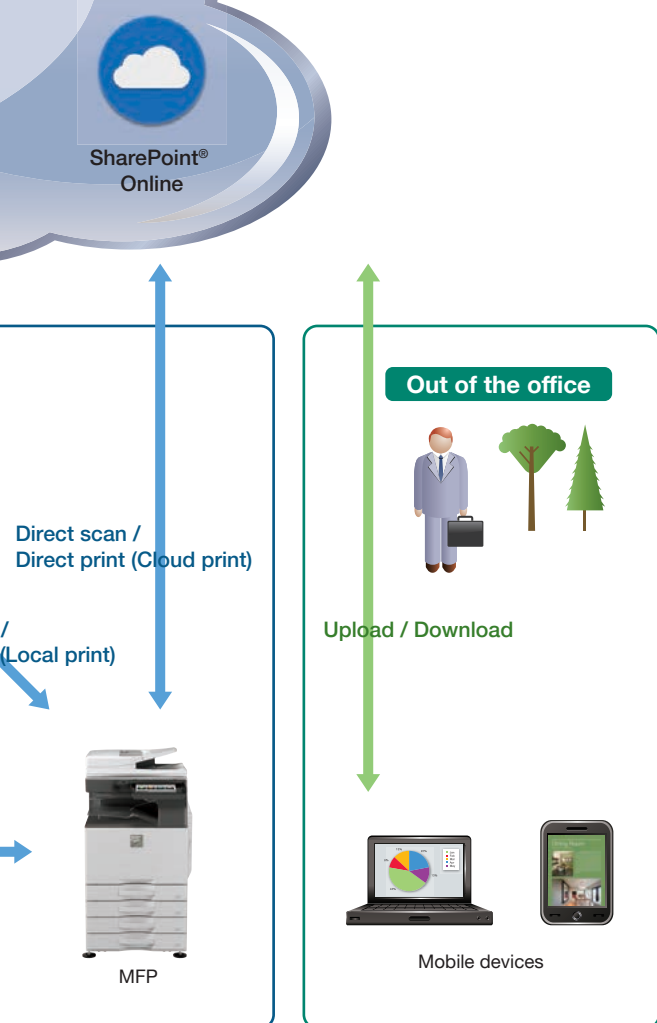 SharePoint®
Online
Out of the office
Direct scan /
Direct print (Cloud print)
/
(Local print)
Upload / Download
MFP
Mobile devices